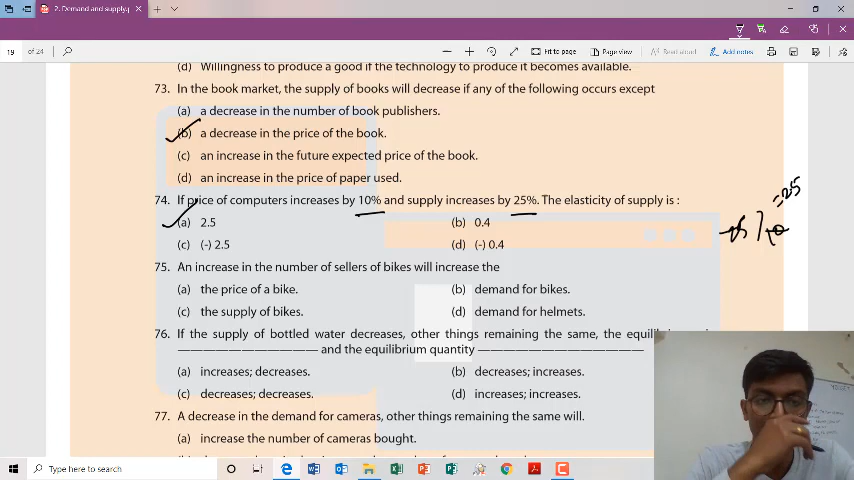 2. Demand and supply.p
19 of 24
Fit to page
Page view
Read aloud
Add notes
(d) Willingness to produce a good if the technology to produce it becomes available.
73. In the book market, the supply of books will decrease if any of the following occurs except
(a) a decrease in the number of book publishers.
(b) a decrease in the price of the book.
(c) an increase in the future expected price of the book.
(d) an increase in the price of paper used.
74. If price of computers increases by 10% and supply increases by 25%. The elasticity of supply is :
(a) 2.5
(b) 0.4
(c) (-) 2.5
(d) (-) 0.4
75. An increase in the number of sellers of bikes will increase the
(a) the price of a bike.
(b) demand for bikes.
(c) the supply of bikes.
(d) demand for helmets.
76. If the supply of bottled water decreases, other things remaining the same, the
and the equilibrium quantity
(a) increases; decreases.
(b) decreases; increases.
(c) decreases; decreases.
(d) increases; increases.
77. A decrease in the demand for cameras, other things remaining the same will.
(a) increase the number of cameras bought.
Type here to search